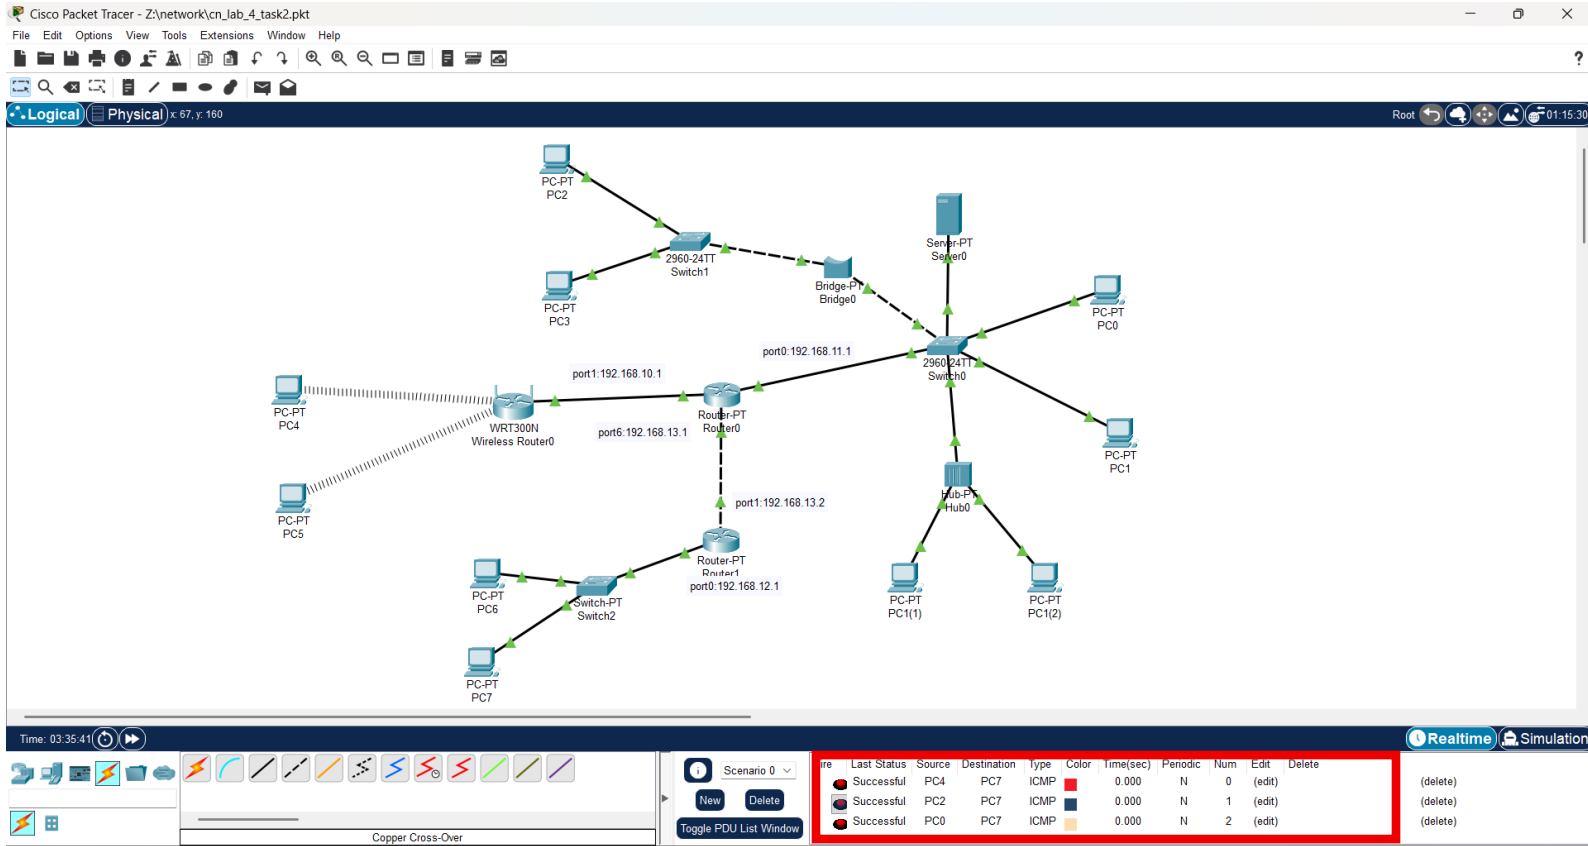 Cisco Packet Tracer - Z:\network\cn_lab_4_task2.pkt
File Edit Options View Tools Extensions Window Help
?
Logical Physical x: 67, y: 160 Root 01:15:30
PC-PT
PC2
Server-PT
Server0
2960-24TT
Switch1
Bridge-PT
Bridge0
PC-PT
PC3
PC-PT
PC0
port0:192.168.11.1
2960-24TT
Switch0
port1:192.168.10.1
PC-PT
PC4
Router-PT
Router0
WRT300N
Wireless Router0
port6:192.168.13.1
PC-PT
PC1
Hub-PT
Hub0
port1:192.168.13.2
PC-PT
PC5
Router-PT
Router1
port0:192.168.12.1
PC-PT
PC6
Switch-PT
Switch2
PC-PT
PC1(1)
PC-PT
PC1(2)
PC-PT
PC7
Time: 03:35:41 Realtime Simulation
Scenario 0
New Delete
Toggle PDU List Window
Copper Cross-Over
ire Last Status Source Destination Type Color Time(sec) Periodic Num Edit Delete
Successful PC4 PC7 ICMP 0.000 N 0 (edit) (delete)
Successful PC2 PC7 ICMP 0.000 N 1 (edit) (delete)
Successful PC0 PC7 ICMP 0.000 N 2 (edit) (delete)